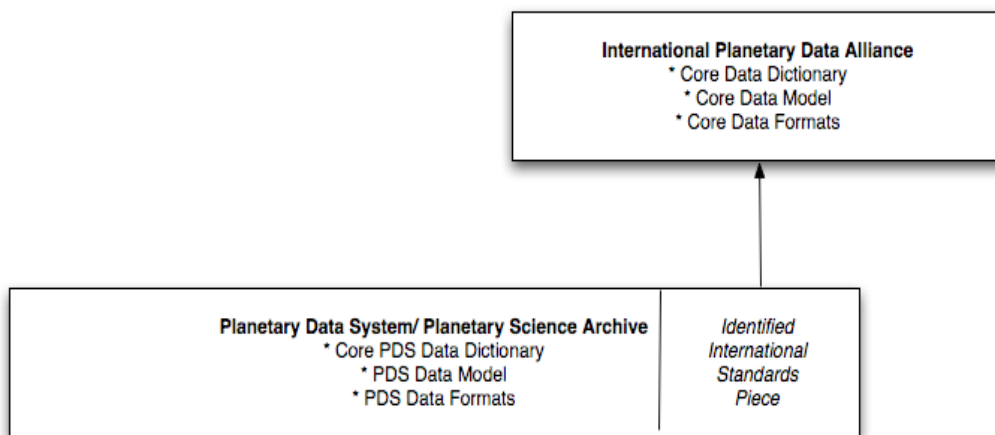 International Planetary Data Alliance
* Core Data Dictionary
* Core Data Model
* Core Data Formats
Planetary Data System/ Planetary Science Archive
* Core PDS Data Dictionary
* PDS Data Model
* PDS Data Formats
Identified
International
Standards
Piece